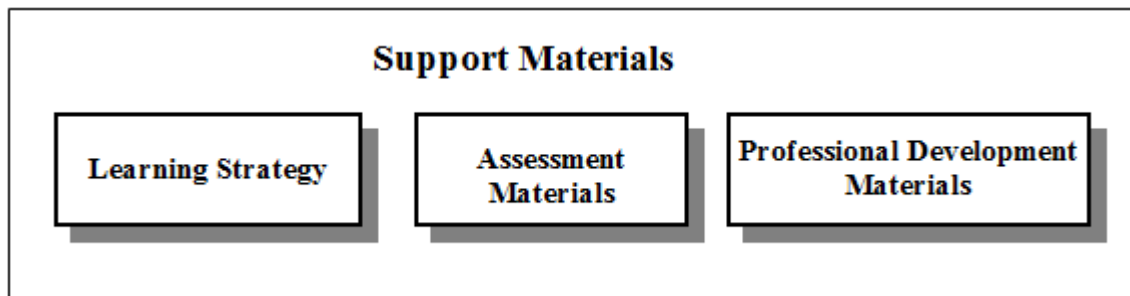 Support Materials
Learning Strategy
Assessment
Materials
Professional Development
Materials